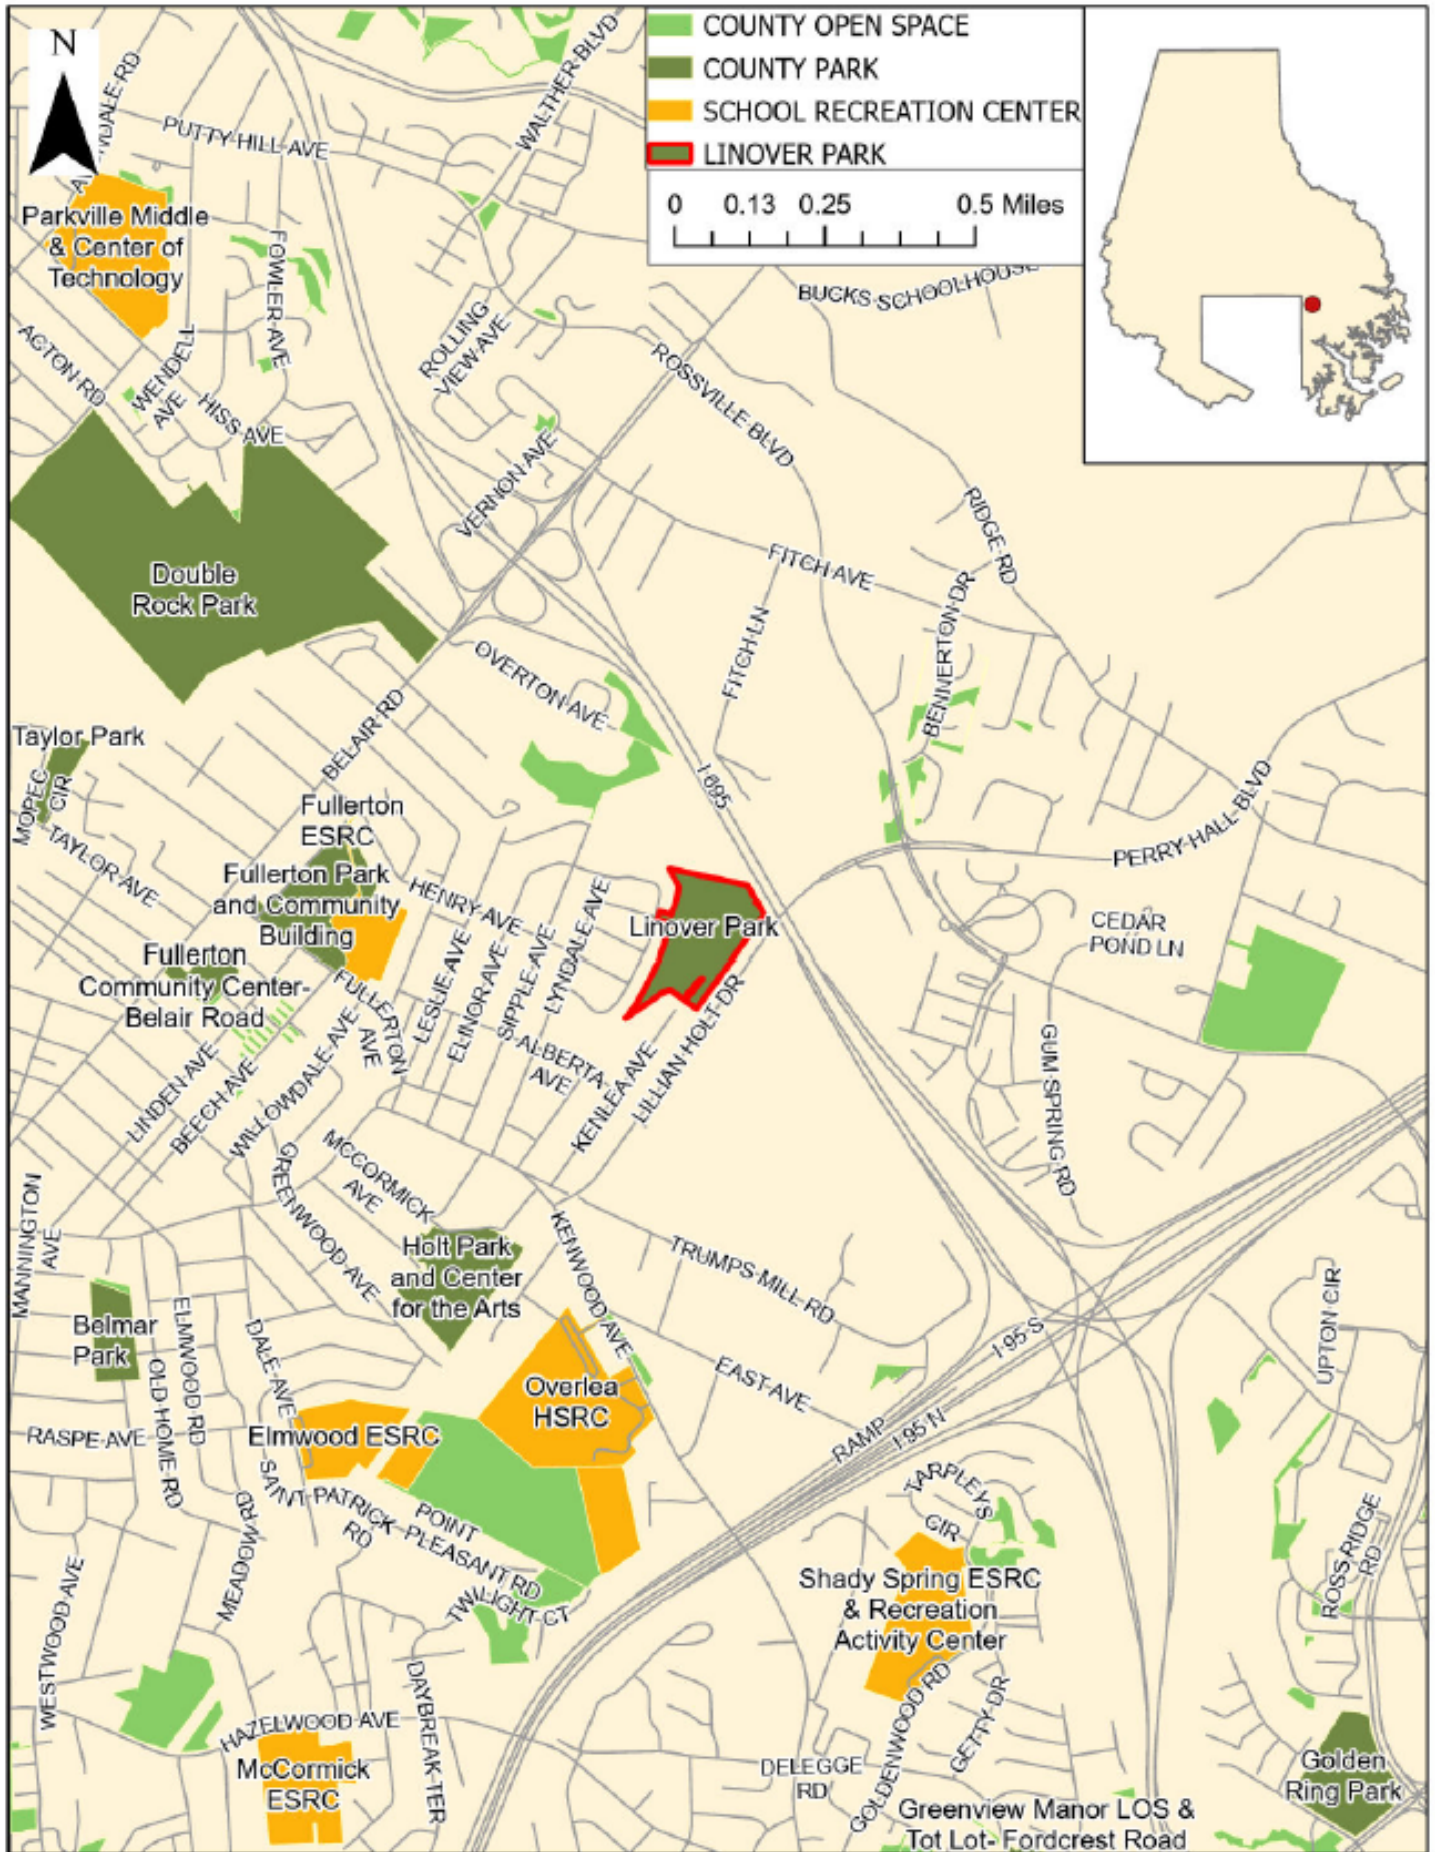 N
COUNTY OPEN SPACE
COUNTY PARK
SCHOOL RECREATION CENTER
LINOVER PARK
0 0.13 0.25 0.5 Miles
WALTHER BLVD
PUTTY HILL AVE
Parkville Middle
& Center of
Technology
FOWLER AVE
ACTON RD
WENDELL
AVE
HISS AVE
ROLLING
VIEW AVE
BUCKS SCHOOLHOUSE
ROSSVILLE BLVD
VERNON AVE
RIDGE RD
FITCH AVE
FITCH LN
BENNERTON DR
Double
Rock Park
OVERTON AVE
BELAIR RD
I-695
Taylor Park
MOPEC
CIR
TAYLOR AVE
Fullerton
ESRC
Fullerton Park
and Community
Building
Fullerton
Community Center-
Belair Road
HENRY AVE
LESLIE AVE
ELINOR AVE
SIPPLE AVE
LYNDALE AVE
Linover Park
PERRY HALL BLVD
CEDAR
POND LN
FULLERTON
AVE
ALBERTA
AVE
KENLEA AVE
LILLIAN HOLT DR
GUM SPRING RD
LINDEN AVE
BEECH AVE
WILLOWDALE AVE
GREENWOOD AVE
MCCORMICK
AVE
MANNINGTON
AVE
Holt Park
and Center
for the Arts
KENWOOD AVE
TRUMPS MILL RD
Belmar
Park
ELMWOOD RD
OLD HOME RD
DALE AVE
RASPE AVE
Elmwood ESRC
Overlea
HSRC
EAST AVE
I-95 S
I-95 N
RAMP
UPTON CIR
SAINT PATRICK
RD
POINT
PLEASANT RD
TWILIGHT CT
MEADOW RD
WESTWOOD AVE
TARPLEYS
CIR
Shady Spring ESRC
& Recreation
Activity Center
ROSS RIDGE
RD
HAZELWOOD AVE
DAYBREAK TER
McCormick
ESRC
DELEGGE
RD
GOLDENWOOD RD
GETTY DR
Golden
Ring Park
Greenview Manor LOS &
Tot Lot- Fordcrest Road